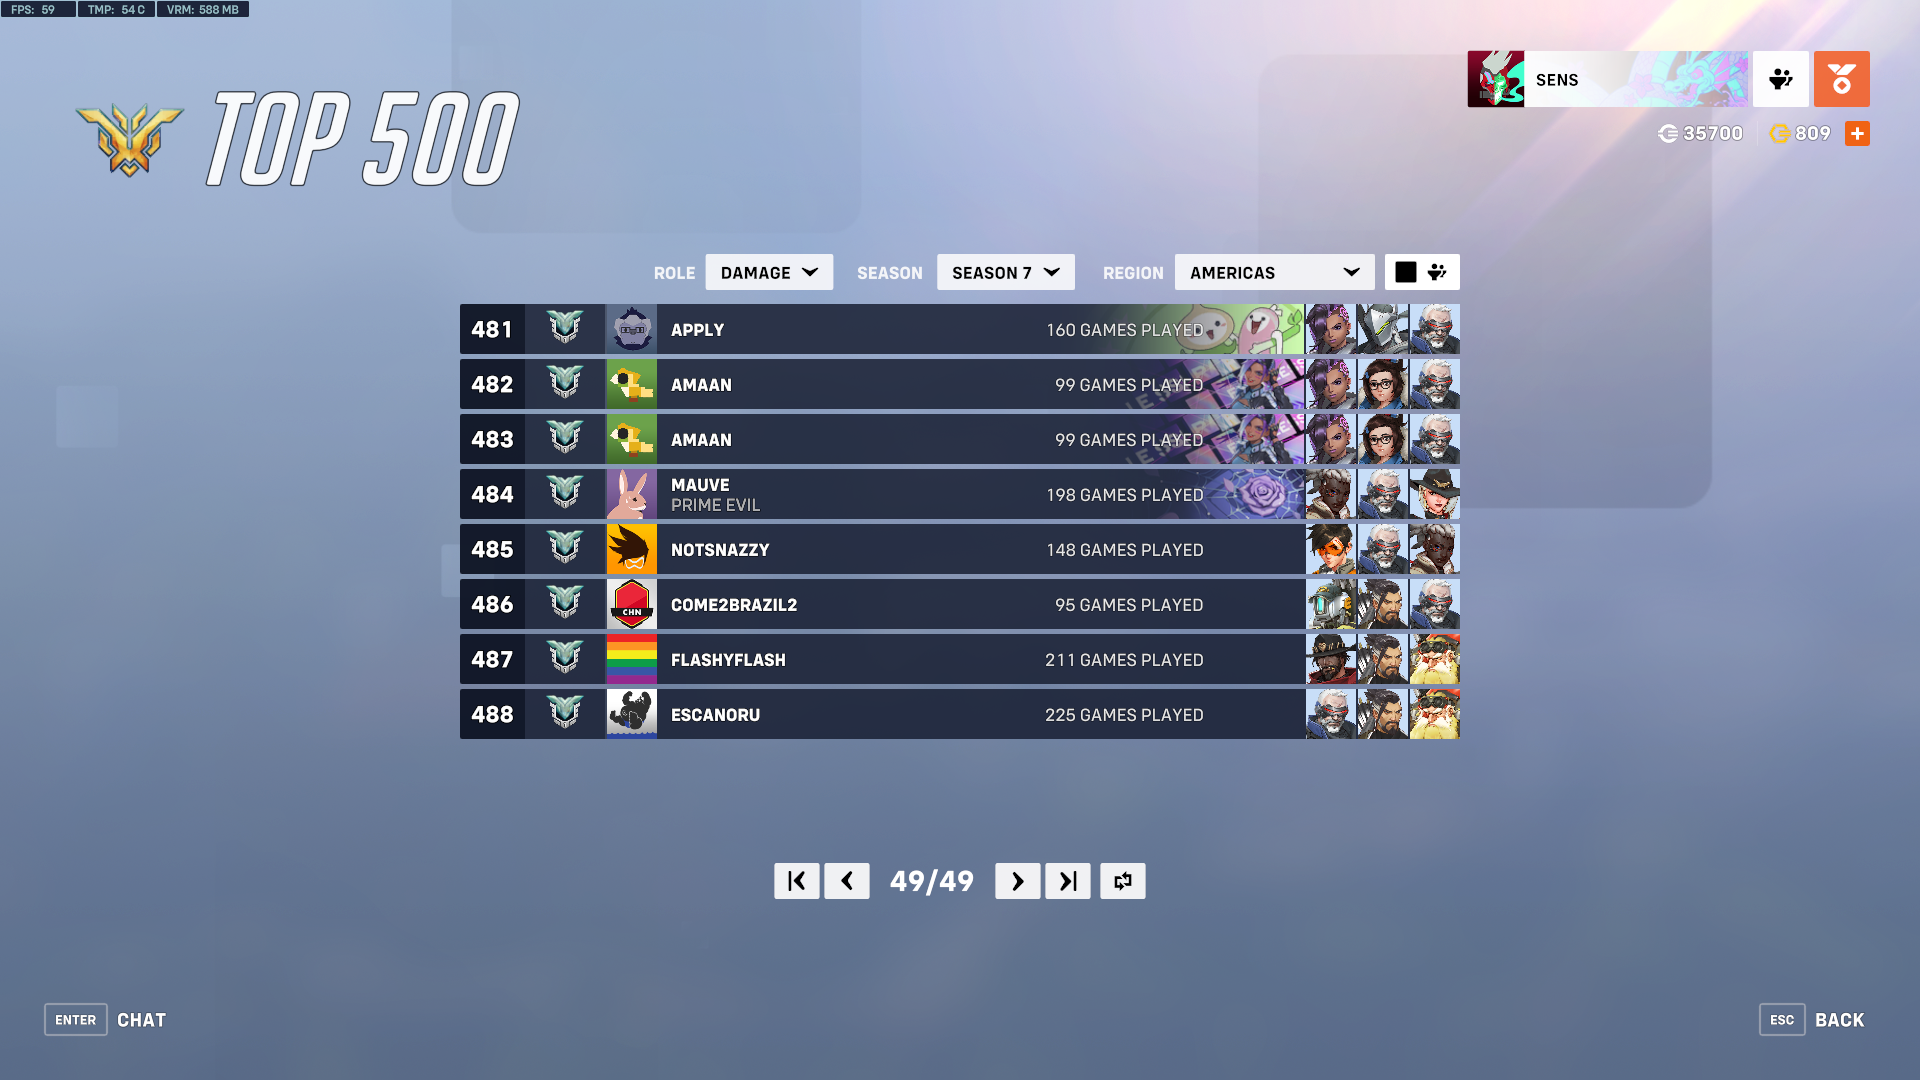 FPS: 59 TMP: 54 C VRM: 588 MB
TOP 500
SENS
35700 809
ROLE DAMAGE SEASON SEASON 7 REGION AMERICAS
481 APPLY 160 GAMES PLAYED
482 AMAAN 99 GAMES PLAYED
483 AMAAN 99 GAMES PLAYED
484 MAUVE 198 GAMES PLAYED
PRIME EVIL
485 NOTSNAZZY 148 GAMES PLAYED
486 CHN COME2BRAZIL2 95 GAMES PLAYED
487 FLASHYFLASH 211 GAMES PLAYED
488 ESCANORU 225 GAMES PLAYED
49/49
ENTER CHAT
ESC BACK